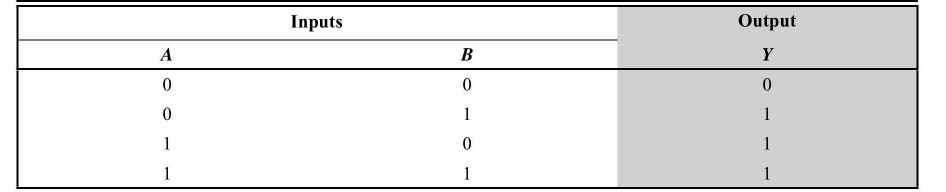 Inputs Output
A B Y
0 0 0
0 1 1
1 0 1
1 1 1